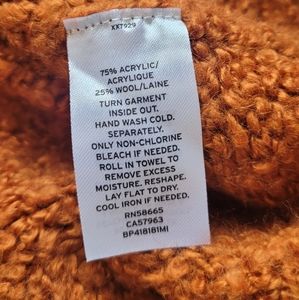 XK7929
75% ACRYLIC/
ACRYLIQUE
25% WOOL/LAINE
TURN GARMENT
INSIDE OUT.
HAND WASH COLD.
SEPARATELY.
ONLY NON-CHLORINE
BLEACH IF NEEDED.
ROLL IN TOWEL TO
REMOVE EXCESS
MOISTURE. RESHAPE.
LAY FLAT TO DRY.
COOL IRON IF NEEDED.
RN58665
CA57963
BP418181MI